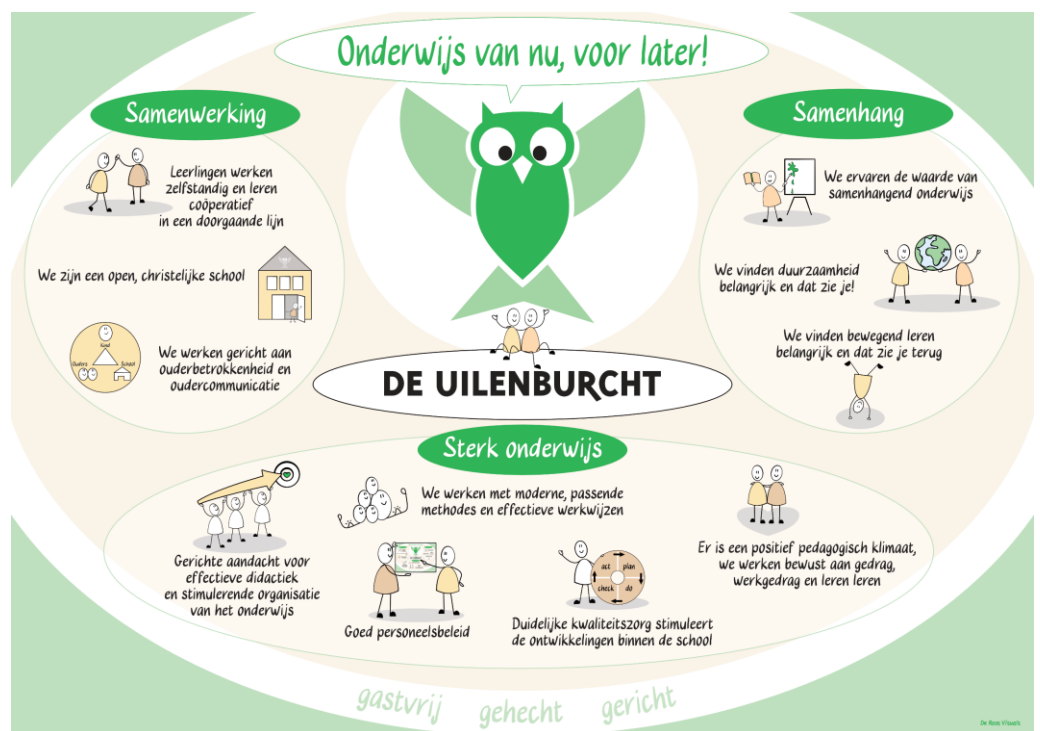 Onderwijs van nu, voor later!
Samenwerking
Leerlingen werken
zelfstandig en leren
coöperatief
in een doorgaande lijn
We zijn een open, christelijke school
Kind
Ouders
School
We werken gericht aan
ouderbetrokkenheid en
oudercommunicatie
Samenhang
We ervaren de waarde van
samenhangend onderwijs
We vinden duurzaamheid
belangrijk en dat zie je!
We vinden bewegend leren
belangrijk en dat zie je terug
DE UILENBURCHT
Sterk onderwijs
Gerichte aandacht voor
effectieve didactiek
en stimulerende organisatie
van het onderwijs
We werken met moderne, passende
methodes en effectieve werkwijzen
Goed personeelsbeleid
act
plan
check
do
Duidelijke kwaliteitszorg stimuleert
de ontwikkelingen binnen de school
Er is een positief pedagogisch klimaat,
we werken bewust aan gedrag,
werkgedrag en leren leren
gastvrij gehecht gericht
De Roos Visuals